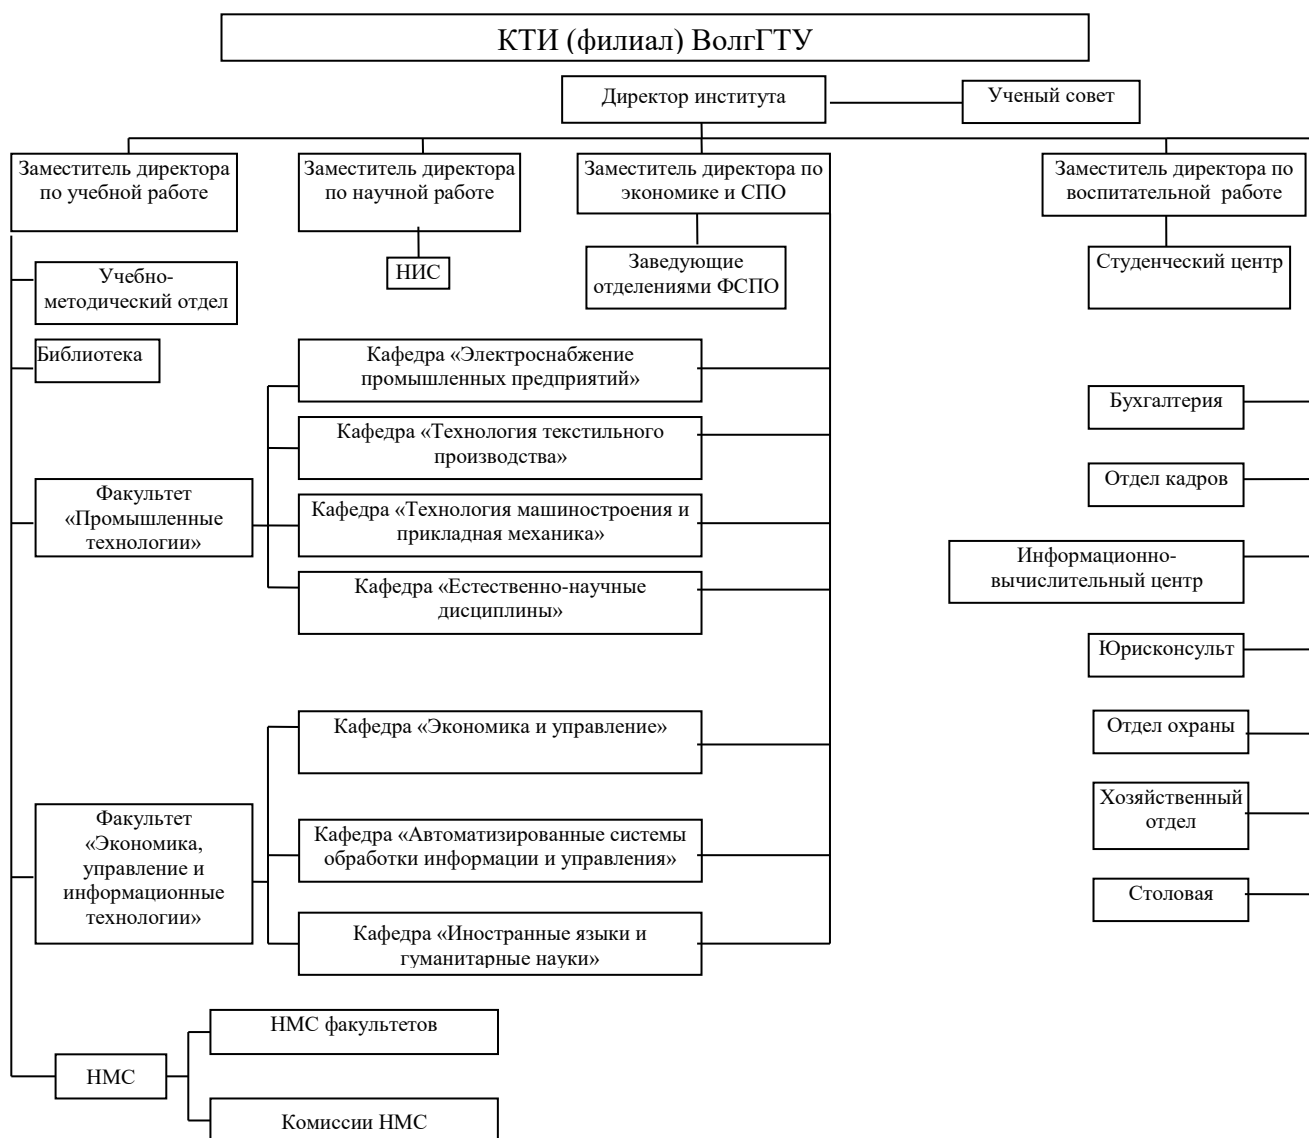 КТИ (филиал) ВолгГТУ
Директор института
Ученый совет
Заместитель директора
по учебной работе
Заместитель директора
по научной работе
Заместитель директора по
экономике и СПО
Заместитель директора по
воспитательной работе
Учебно-
методический отдел
НИС
Заведующие
отделениями ФСПО
Студенческий центр
Библиотека
Кафедра «Электроснабжение
промышленных предприятий»
Бухгалтерия
Кафедра «Технология текстильного
производства»
Отдел кадров
Факультет
«Промышленные
технологии»
Кафедра «Технология машиностроения и
прикладная механика»
Информационно-
вычислительный центр
Кафедра «Естественно-научные
дисциплины»
Юрисконсульт
Кафедра «Экономика и управление»
Отдел охраны
Хозяйственный
отдел
Факультет
«Экономика,
управление и
информационные
технологии»
Кафедра «Автоматизированные системы
обработки информации и управления»
Столовая
Кафедра «Иностранные языки и
гуманитарные науки»
НМС факультетов
НМС
Комиссии НМС